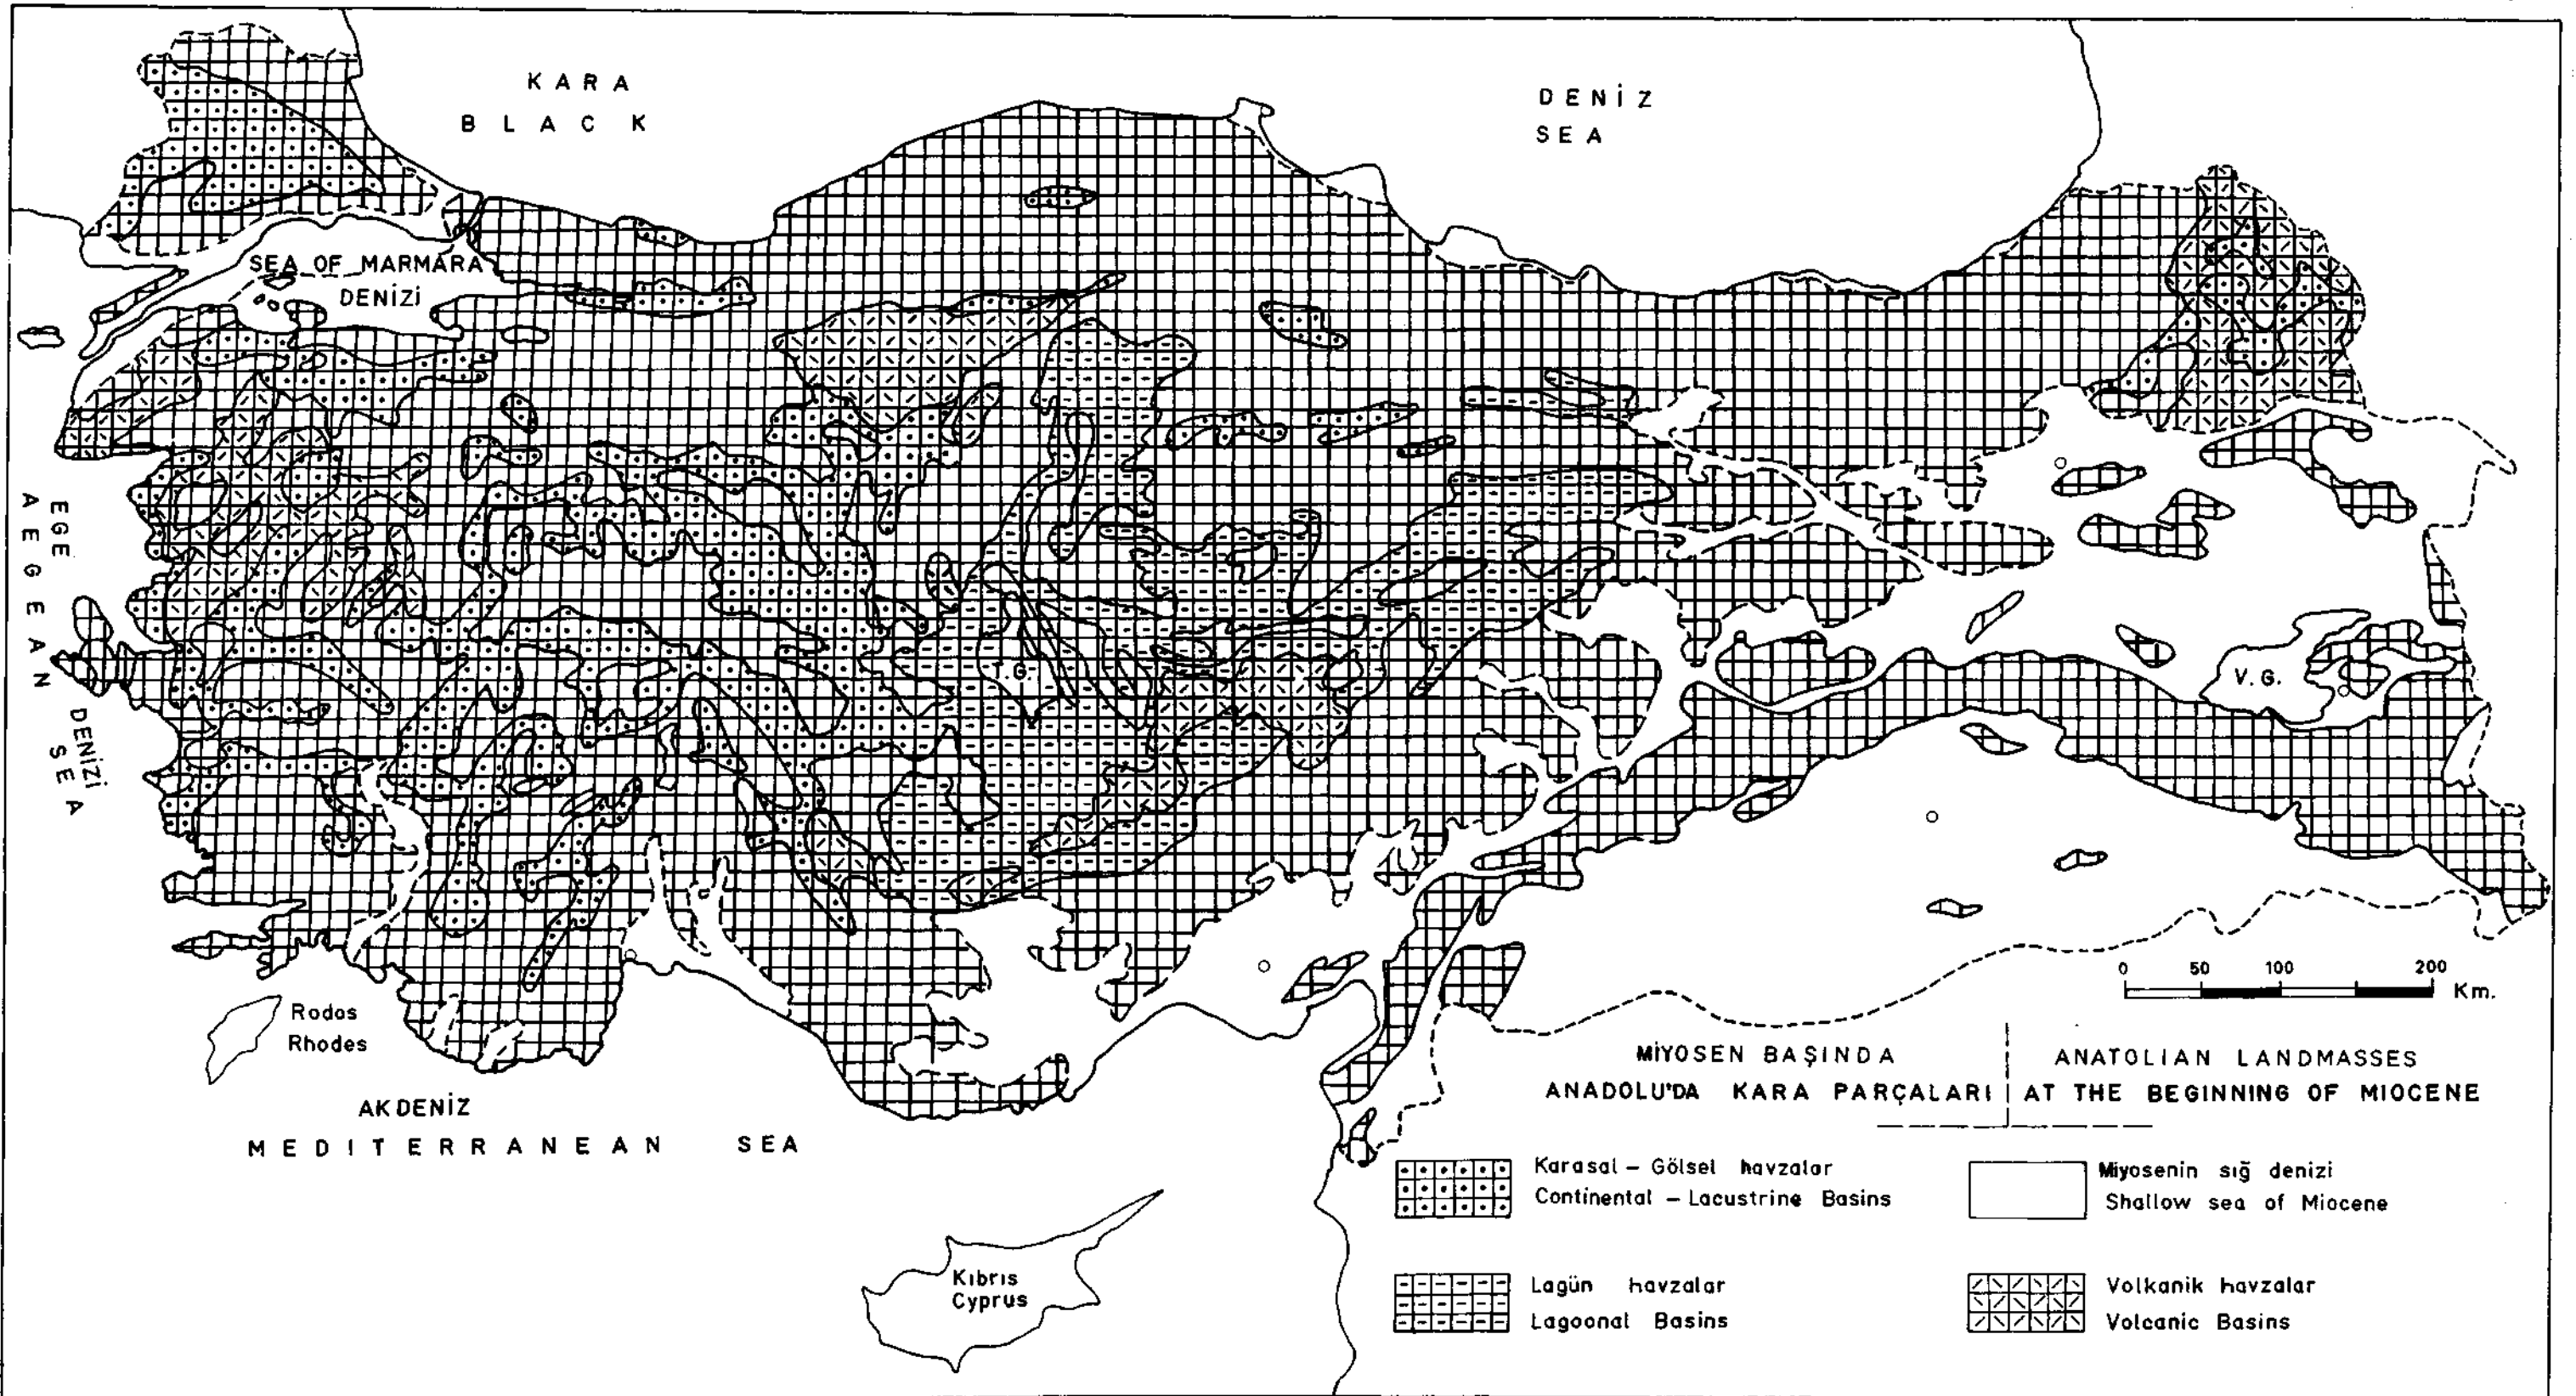 KARA
BLACK
DENİZ
SEA
SEA OF MARMARA
DENİZİ
EGE
AEGEAN
DENİZİ
SEA
T.G.
V.G.
Rodos
Rhodes
AKDENİZ
MEDITERRANEAN SEA
Kıbrıs
Cyprus
0 50 100 200
Km.
MİYOSEN BAŞINDA
ANADOLU'DA KARA PARÇALARI
ANATOLIAN LANDMASSES
AT THE BEGINNING OF MIOCENE
Karasal – Gölsel havzalar
Continental – Lacustrine Basins
Miyosenin sığ denizi
Shallow sea of Miocene
Lagün havzalar
Lagoonal Basins
Volkanik havzalar
Volcanic Basins